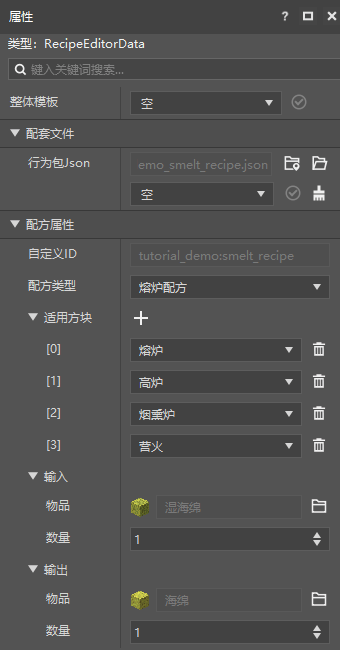 属性 ?
类型：RecipeEditorData
键入关键词搜索...
整体模板 空
配套文件
行为包Json emo_smelt_recipe.json
空
配方属性
自定义ID tutorial_demo:smelt_recipe
配方类型 熔炉配方
适用方块
[0] 熔炉
[1] 高炉
[2] 烟熏炉
[3] 营火
输入
物品 湿海绵
数量 1
输出
物品 海绵
数量 1